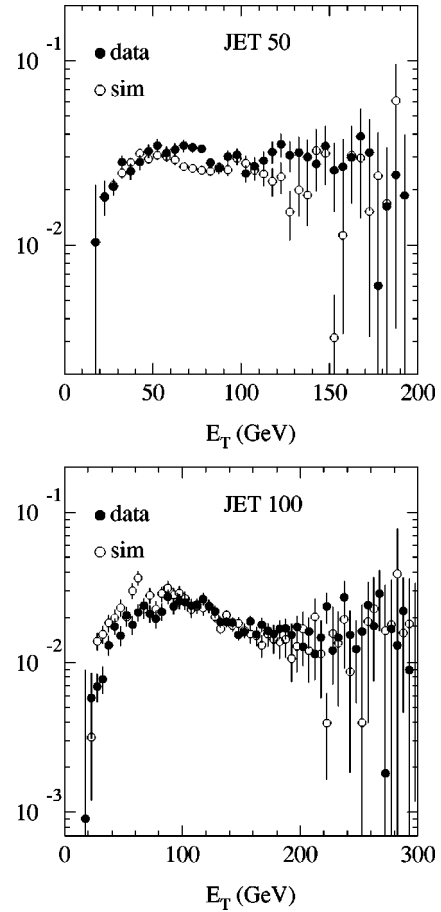 JET 50
data
sim
10⁻¹
10⁻²
0 50 100 150 200
E_T (GeV)
JET 100
data
sim
10⁻¹
10⁻²
10⁻³
0 100 200 300
E_T (GeV)